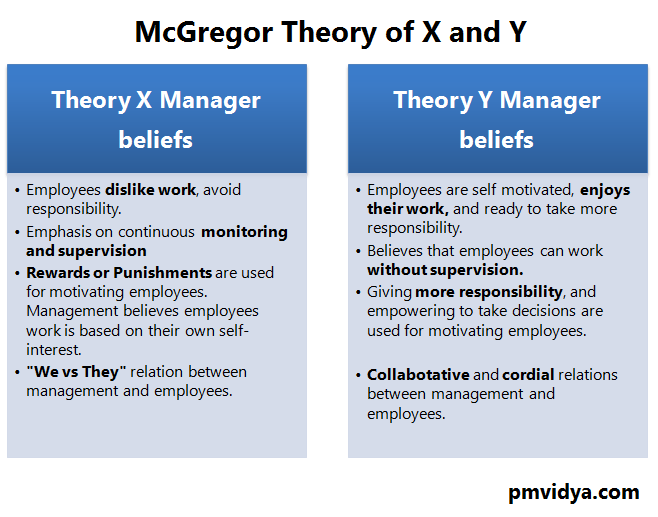 McGregor Theory of X and Y
Theory X Manager
beliefs
• Employees dislike work, avoid
responsibility.
• Emphasis on continuous monitoring
and supervision
• Rewards or Punishments are used
for motivating employees.
Management believes employees
work is based on their own self-
interest.
• "We vs They" relation between
management and employees.
Theory Y Manager
beliefs
• Employees are self motivated, enjoys
their work, and ready to take more
responsibility.
• Believes that employees can work
without supervision.
• Giving more responsibility, and
empowering to take decisions are
used for motivating employees.
• Collabotative and cordial relations
between management and
employees.
pmvidya.com